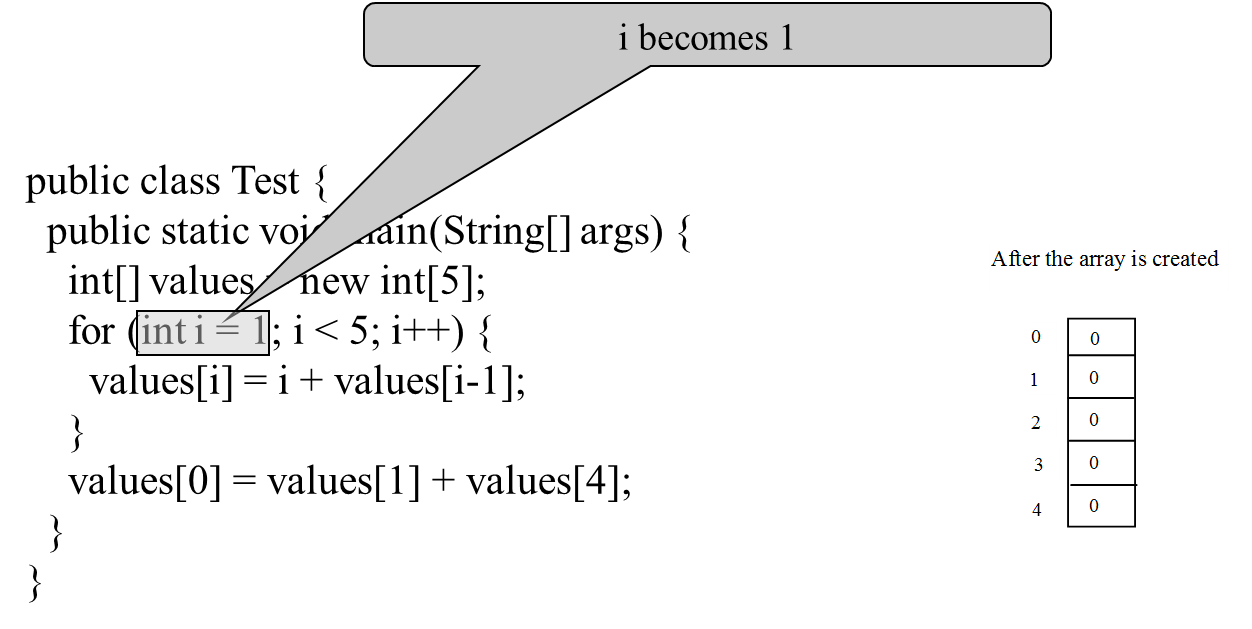 i becomes 1
public class Test {
public static void main(String[] args) {
int[] values = new int[5];
for (int i = 1; i < 5; i++) {
values[i] = i + values[i-1];
}
values[0] = values[1] + values[4];
}
}
After the array is created
0 0
1 0
2 0
3 0
4 0